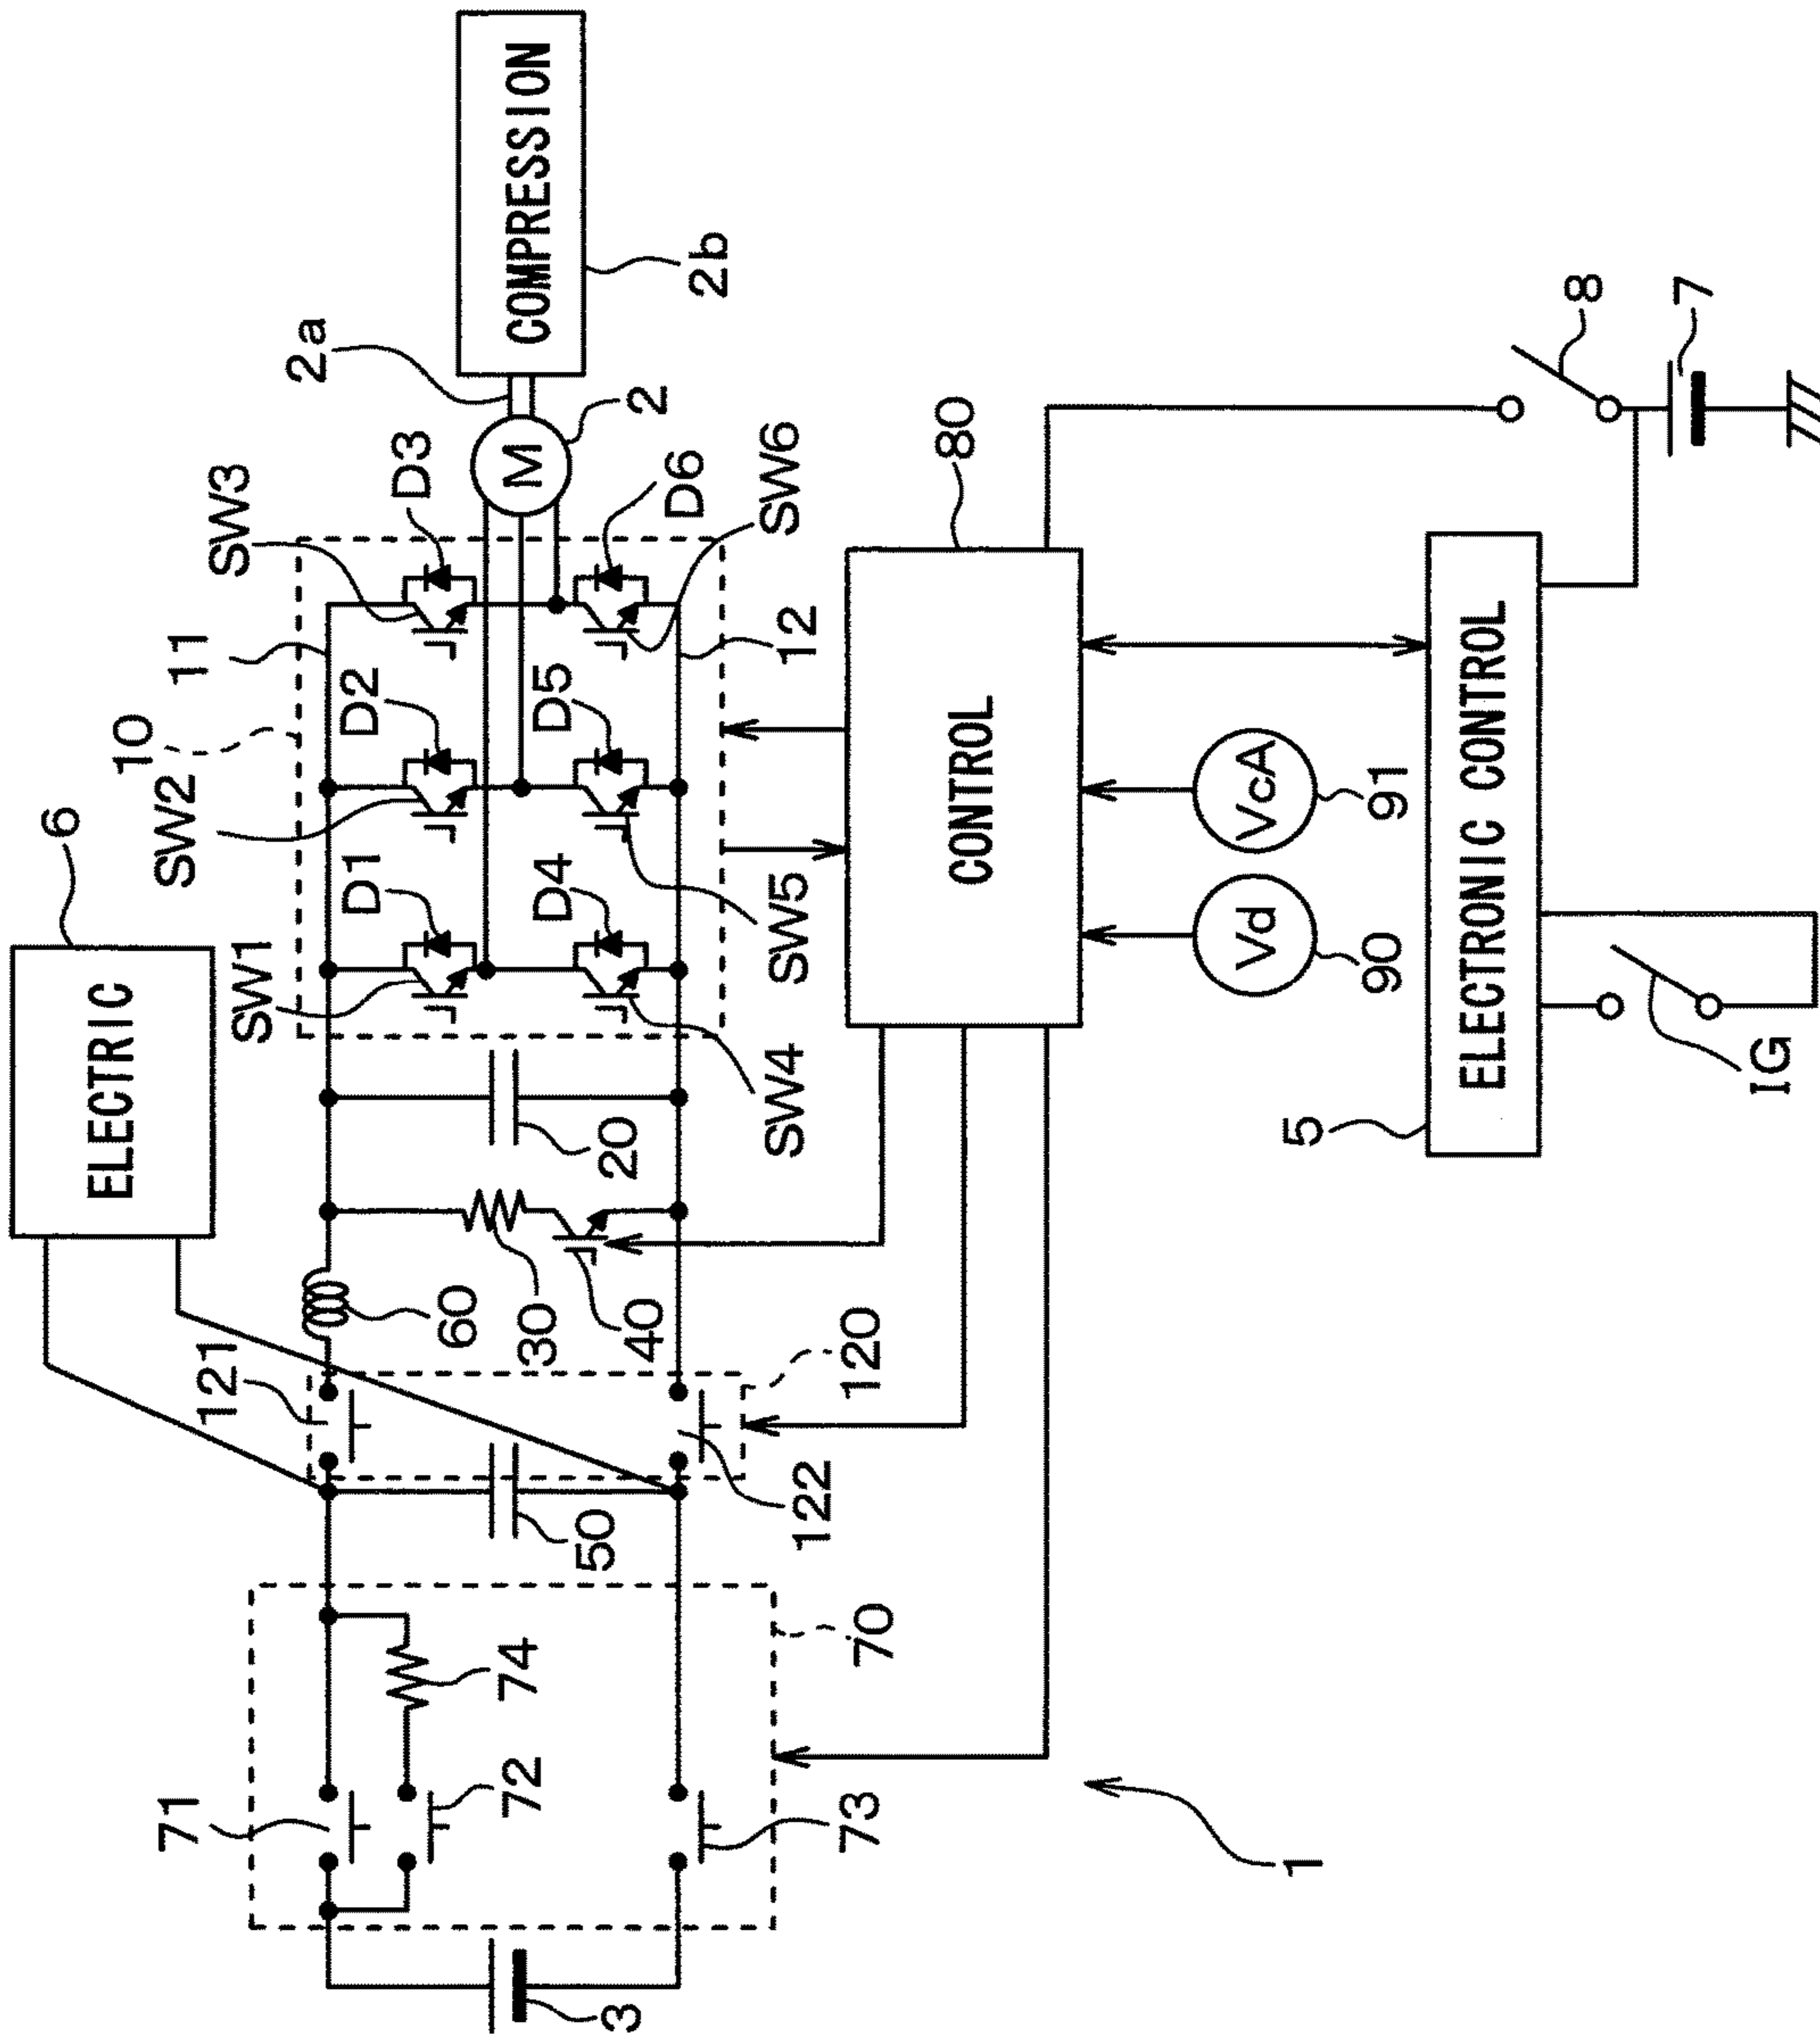 6
ELECTRIC
10
11
SW3
2a
SW2
D2
D3
2
COMPRESSION
SW1
D1
M
2b
121
60
D4
D5
D6
30
20
SW6
71
74
50
40
SW4
SW5
12
72
3
122
120
73
70
80
CONTROL
Vd
VcA
90
91
1
5
ELECTRONIC CONTROL
8
7
IG